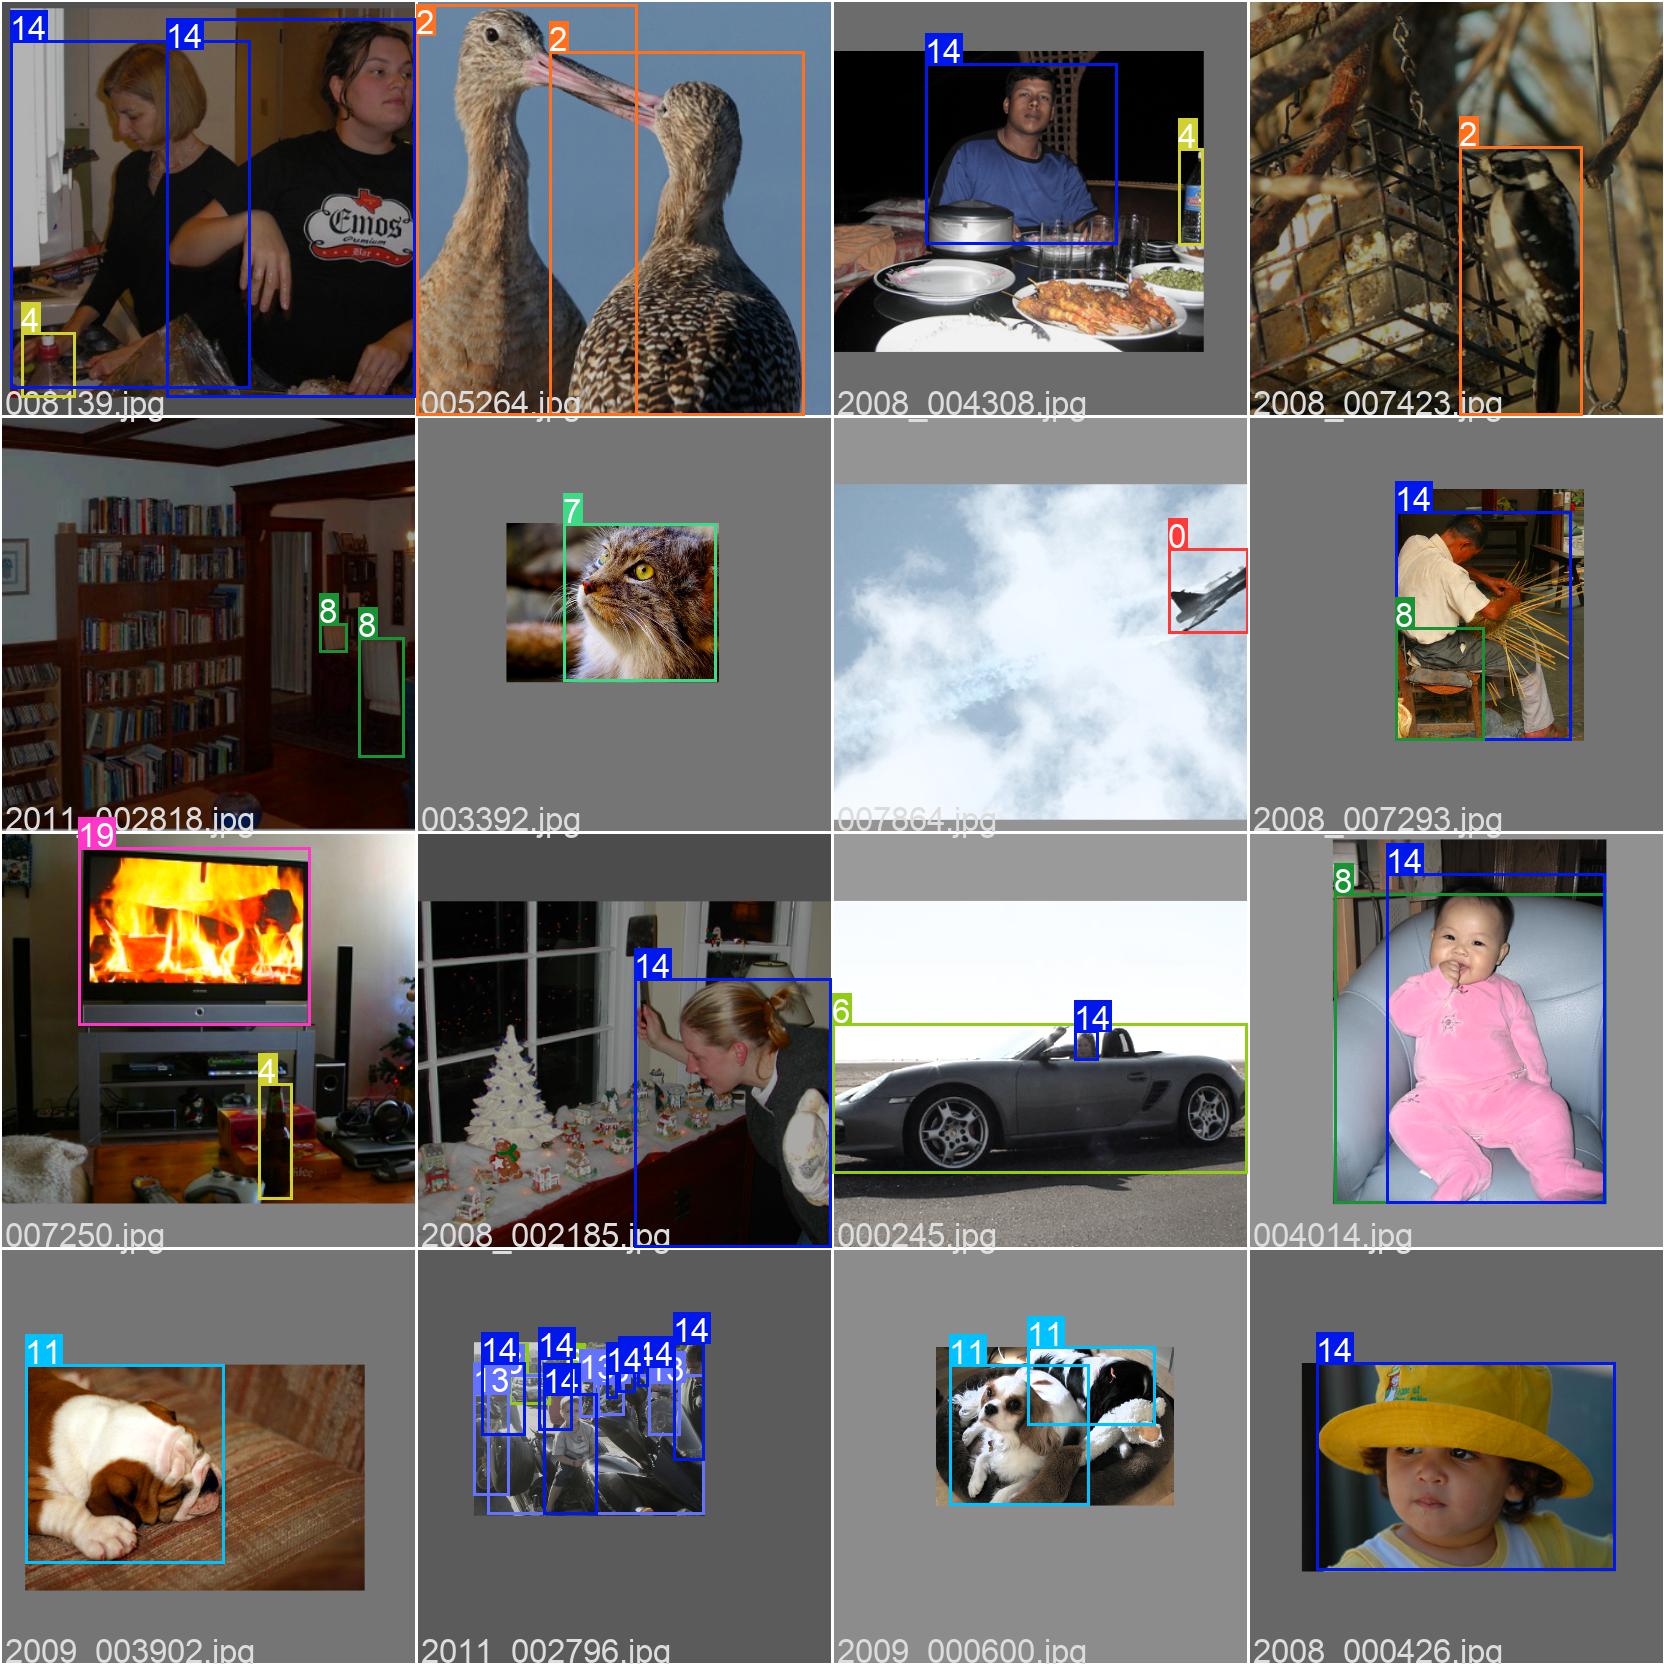 14
14
Emos
Premium
Bar
4
008139.jpg
2
2
005264.jpg
14
4
2008_004308.jpg
2
2008_007423.jpg
8
8
2011_002818.jpg
7
003392.jpg
0
007864.jpg
14
8
2008_007293.jpg
19
4
007250.jpg
14
2008_002185.jpg
6
14
000245.jpg
8
14
004014.jpg
11
2009_003902.jpg
14
14
14
14
14
13
13
13
14
2011_002796.jpg
11
11
2009_000600.jpg
14
2008_000426.jpg